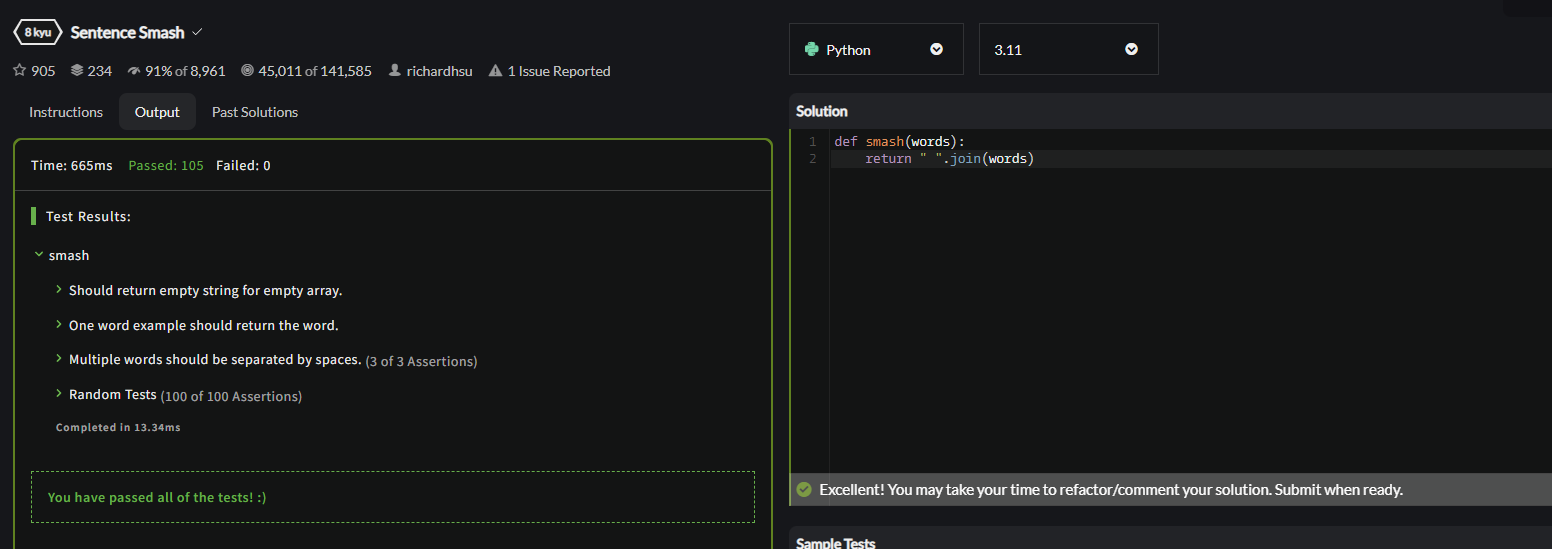 8 kyu Sentence Smash
905 234 91% of 8,961 45,011 of 141,585 richardhsu 1 Issue Reported
Instructions Output Past Solutions
Time: 665ms Passed: 105 Failed: 0
Test Results:
smash
Should return empty string for empty array.
One word example should return the word.
Multiple words should be separated by spaces. (3 of 3 Assertions)
Random Tests (100 of 100 Assertions)
Completed in 13.34ms
You have passed all of the tests! :)
Python 3.11
Solution
1 def smash(words):
2     return " ".join(words)
Excellent! You may take your time to refactor/comment your solution. Submit when ready.
Sample Tests